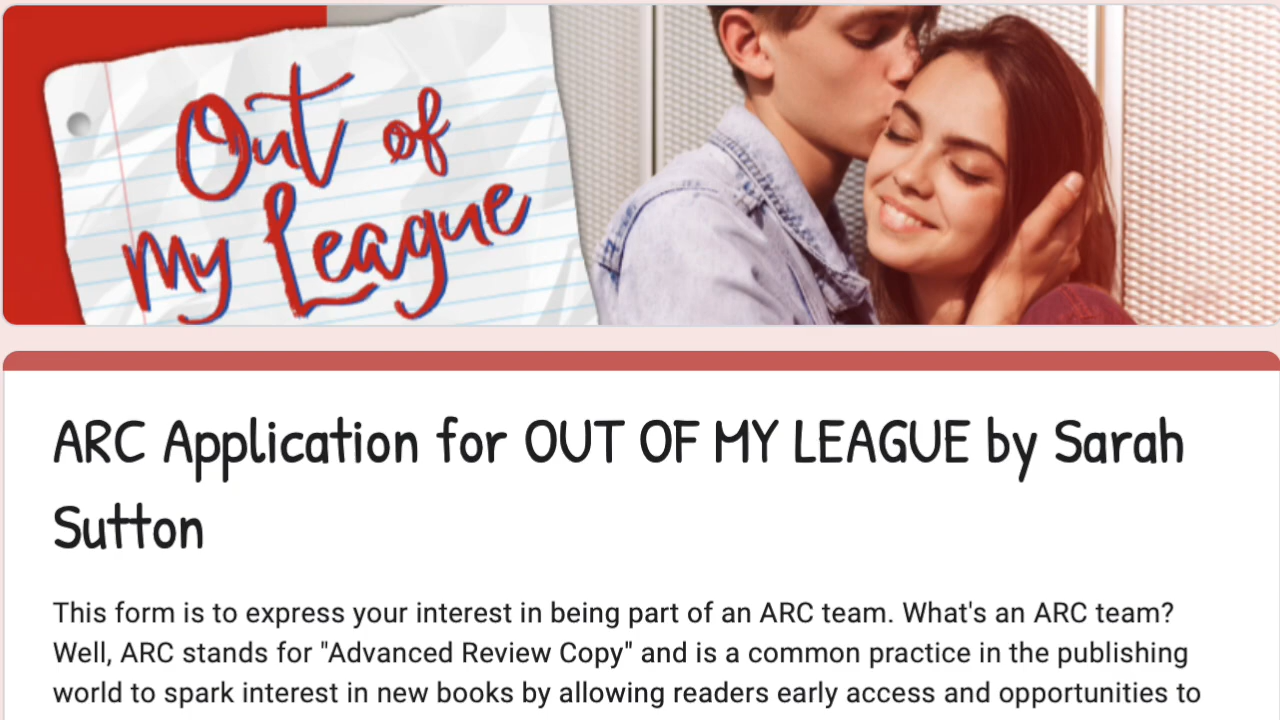 Out of
My League
ARC Application for OUT OF MY LEAGUE by Sarah
Sutton
This form is to express your interest in being part of an ARC team. What's an ARC team?
Well, ARC stands for "Advanced Review Copy" and is a common practice in the publishing
world to spark interest in new books by allowing readers early access and opportunities to